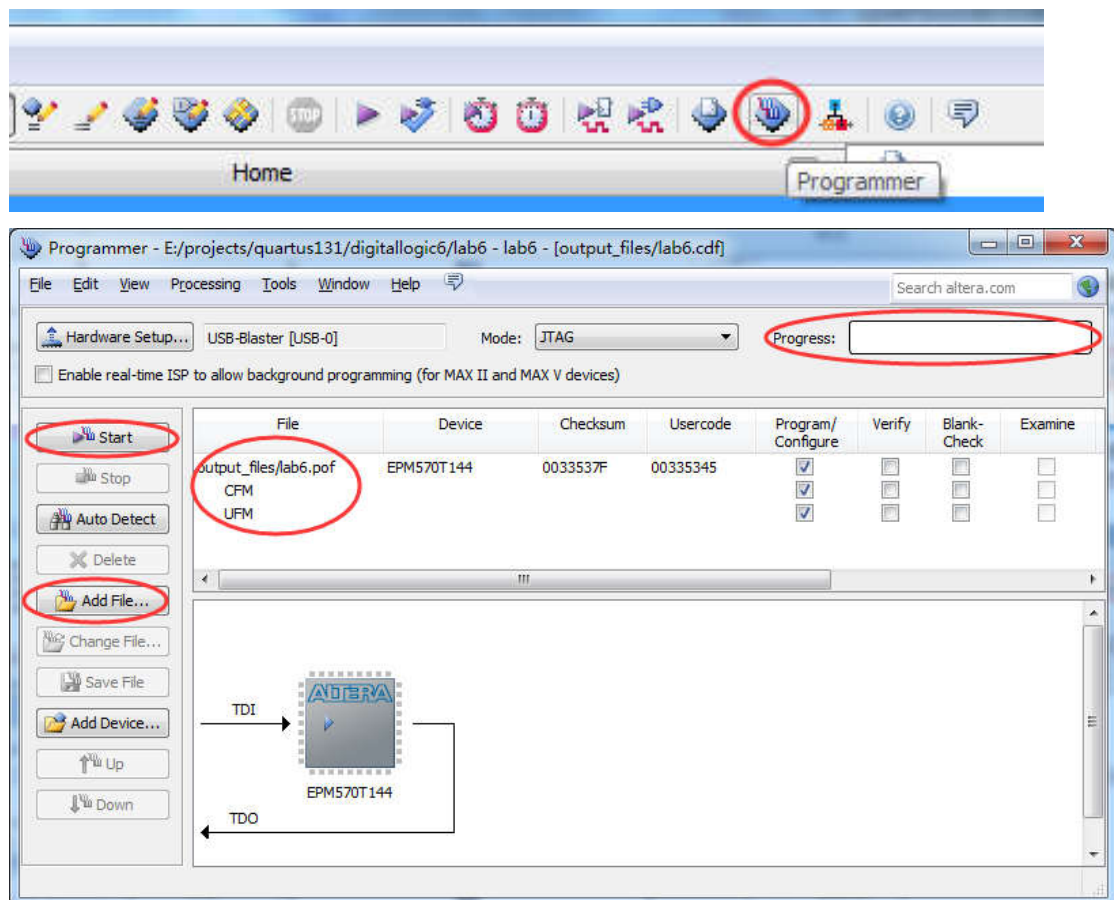 STOP
Home
Programmer
Programmer - E:/projects/quartus131/digitallogic6/lab6 - lab6 - [output_files/lab6.cdf]
File Edit View Processing Tools Window Help Search altera.com
Hardware Setup... USB-Blaster [USB-0] Mode: JTAG Progress:
Enable real-time ISP to allow background programming (for MAX II and MAX V devices)
Start
Stop
Auto Detect
Delete
Add File...
Change File...
Save File
Add Device...
Up
Down
File Device Checksum Usercode Program/ Verify Blank- Examine
Configure Check
output_files/lab6.pof EPM570T144 0033537F 00335345
CFM
UFM
TDI
ALTERA
EPM570T144
TDO